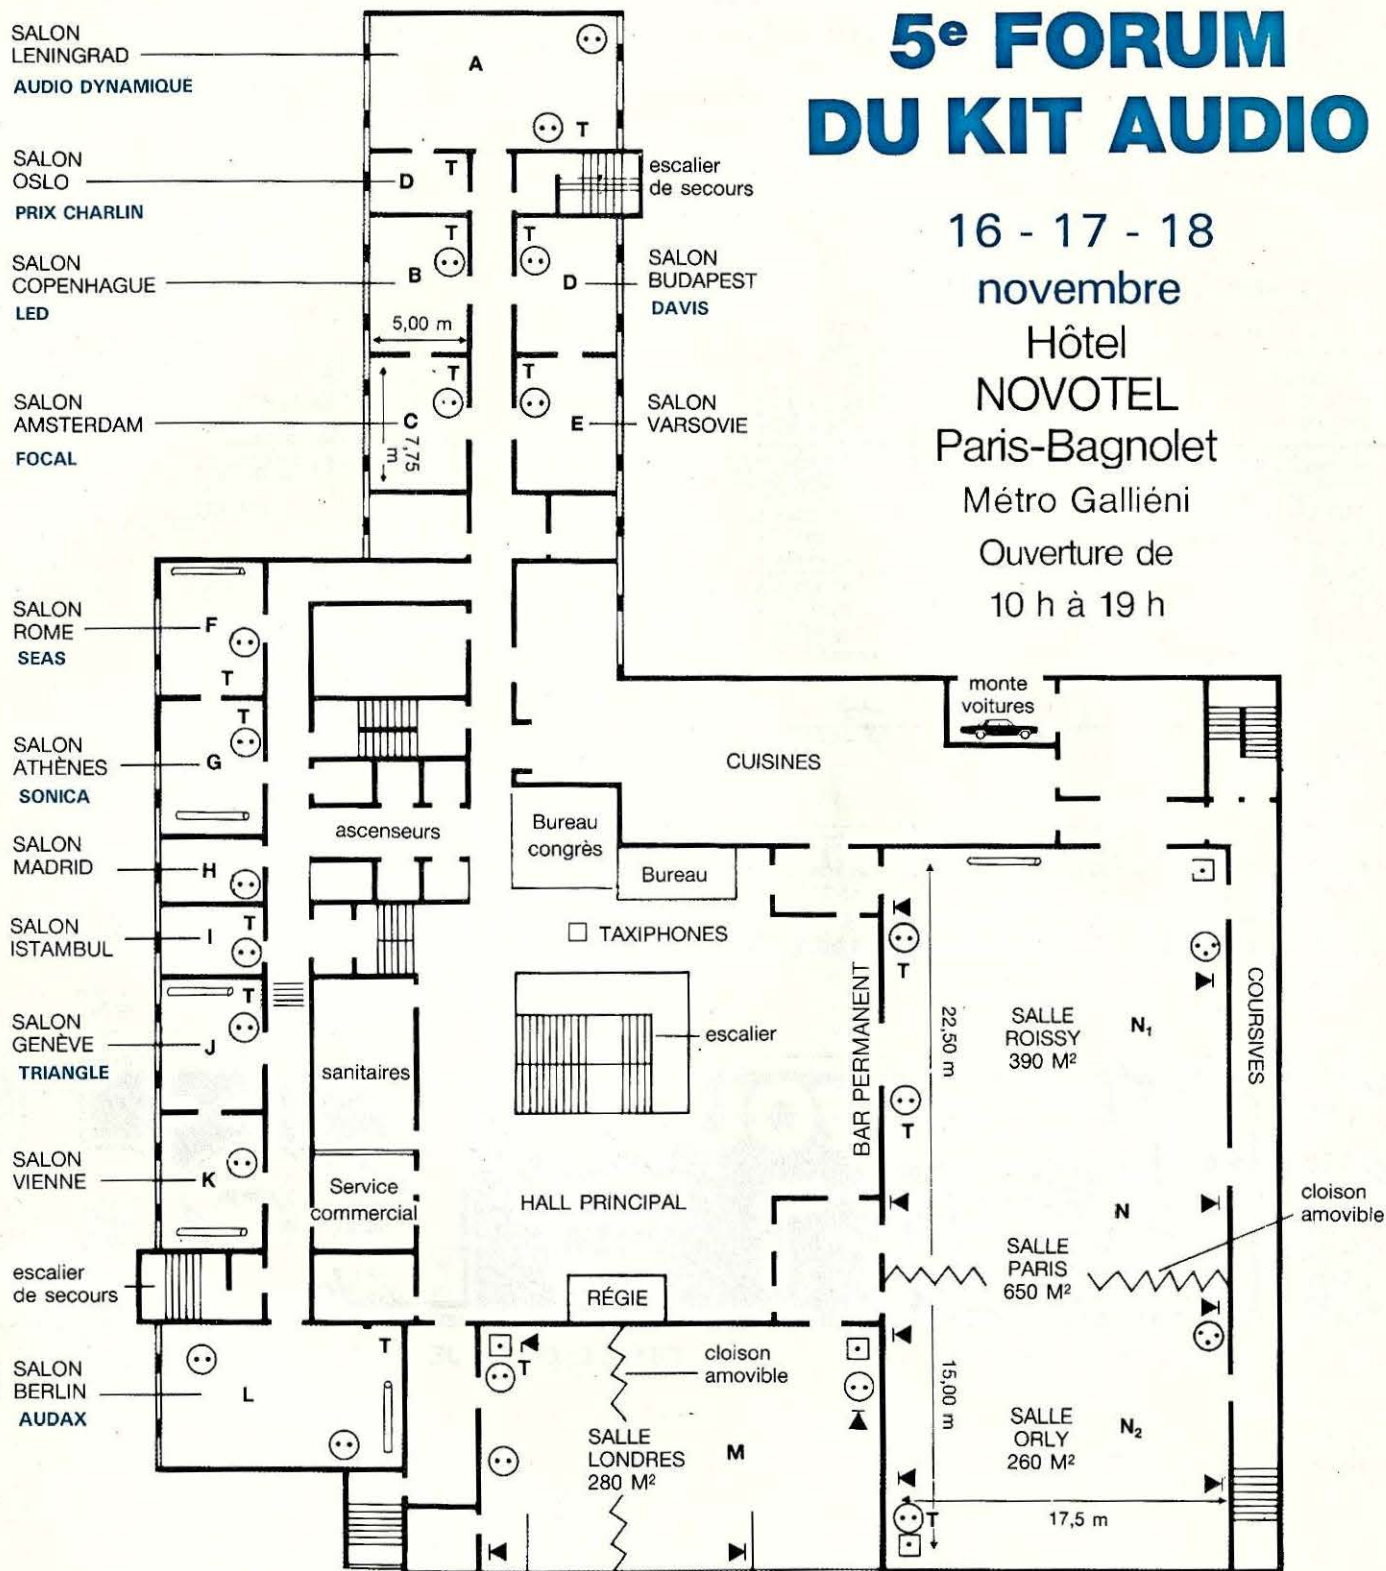 5e FORUM
DU KIT AUDIO
16 - 17 - 18
novembre
Hôtel
NOVOTEL
Paris-Bagnolet
Métro Galliéni
Ouverture de
10 h à 19 h
SALON
LENINGRAD
AUDIO DYNAMIQUE
A
T
SALON
OSLO
PRIX CHARLIN
D
T
escalier
de secours
SALON
COPENHAGUE
LED
B
T
5,00 m
T
D
SALON
BUDAPEST
DAVIS
SALON
AMSTERDAM
FOCAL
C
T
7,75
m
T
E
SALON
VARSOVIE
SALON
ROME
SEAS
F
T
SALON
ATHÈNES
SONICA
G
T
SALON
MADRID
H
SALON
ISTAMBUL
I
T
SALON
GENÈVE
TRIANGLE
J
T
SALON
VIENNE
K
escalier
de secours
SALON
BERLIN
AUDAX
L
T
ascenseurs
sanitaires
Service
commercial
Bureau
congrès
Bureau
TAXIPHONES
escalier
HALL PRINCIPAL
RÉGIE
CUISINES
monte
voitures
BAR PERMANENT
T
T
22,50 m
SALLE
ROISSY
390 M²
N₁
COURSIVES
N
SALLE
PARIS
650 M²
cloison
amovible
15,00 m
SALLE
ORLY
260 M²
N₂
T
17,5 m
T
cloison
amovible
SALLE
LONDRES
280 M²
M